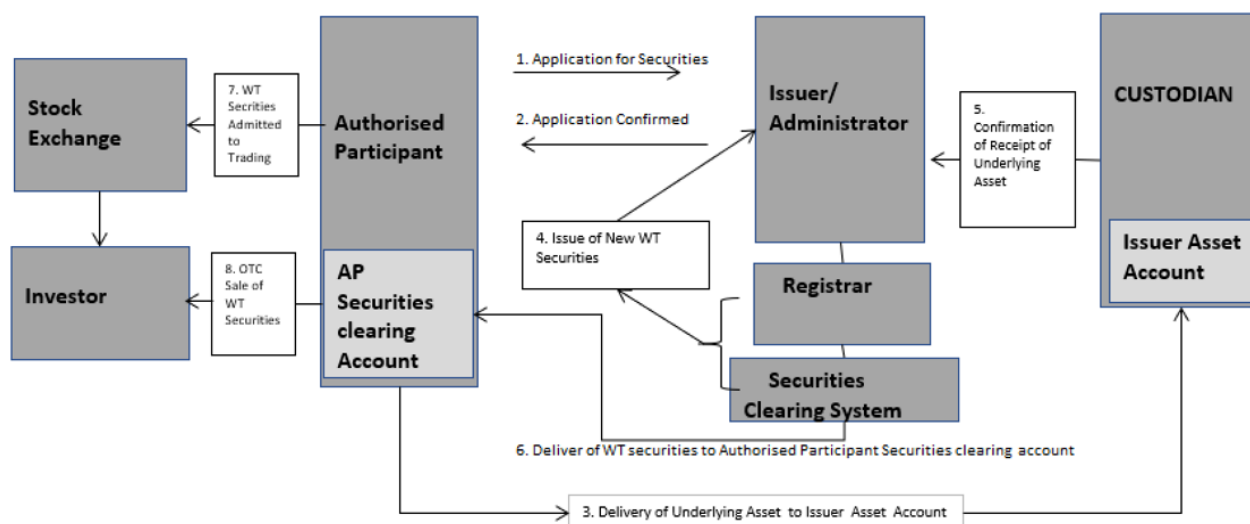 Stock
Exchange
7. WT
Secrities
Admitted
to
Trading
Authorised
Participant
1. Application for Securities
2. Application Confirmed
Issuer/
Administrator
5.
Confirmation
of Receipt of
Underlying
Asset
CUSTODIAN
Issuer Asset
Account
4. Issue of New WT
Securities
Registrar
Investor
8. OTC
Sale of
WT
Securities
AP
Securities
clearing
Account
Securities
Clearing System
6. Deliver of WT securities to Authorised Participant Securities clearing account
3. Delivery of Underlying Asset to Issuer Asset Account